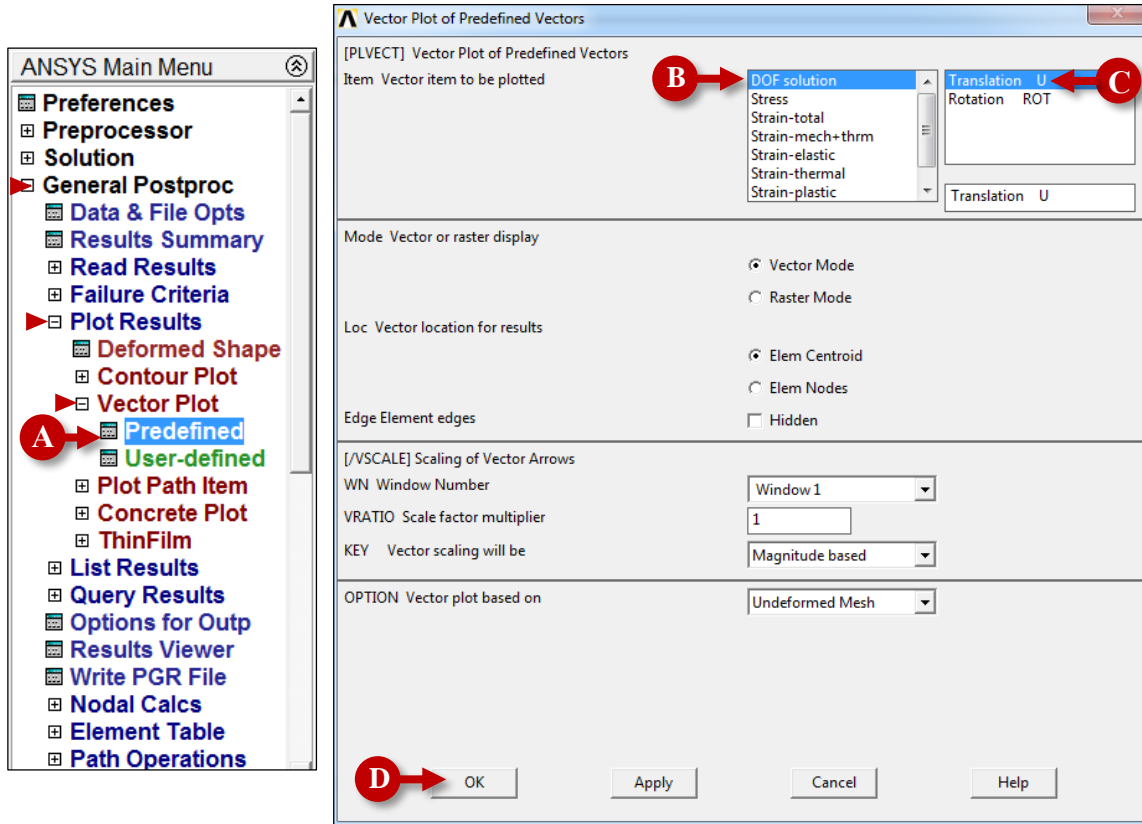 ANSYS Main Menu
Preferences
Preprocessor
Solution
General Postproc
Data & File Opts
Results Summary
Read Results
Failure Criteria
Plot Results
Deformed Shape
Contour Plot
Vector Plot
A
Predefined
User-defined
Plot Path Item
Concrete Plot
ThinFilm
List Results
Query Results
Options for Outp
Results Viewer
Write PGR File
Nodal Calcs
Element Table
Path Operations
Vector Plot of Predefined Vectors
[PLVECT] Vector Plot of Predefined Vectors
Item Vector item to be plotted
B
DOF solution
Stress
Strain-total
Strain-mech+thrm
Strain-elastic
Strain-thermal
Strain-plastic
Translation U
C
Rotation ROT
Translation U
Mode Vector or raster display
Vector Mode
Raster Mode
Loc Vector location for results
Elem Centroid
Elem Nodes
Edge Element edges
Hidden
[/VSCALE] Scaling of Vector Arrows
WN Window Number
Window 1
VRATIO Scale factor multiplier
1
KEY Vector scaling will be
Magnitude based
OPTION Vector plot based on
Undeformed Mesh
D
OK
Apply
Cancel
Help